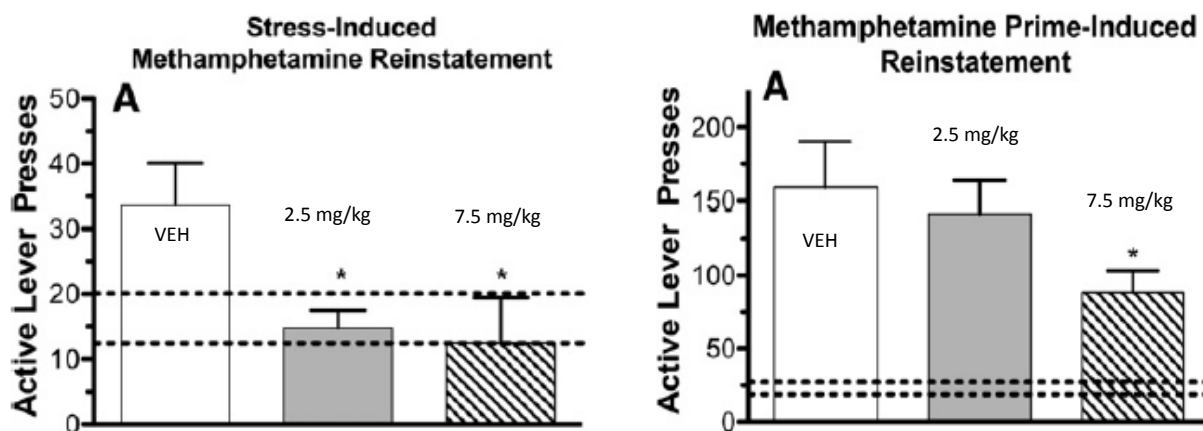 Stress-Induced
Methamphetamine Reinstatement
A
Active Lever Presses
50
40
30
20
10
0
VEH
2.5 mg/kg
7.5 mg/kg
*
*
Methamphetamine Prime-Induced
Reinstatement
A
Active Lever Presses
200
150
100
50
0
VEH
2.5 mg/kg
7.5 mg/kg
*